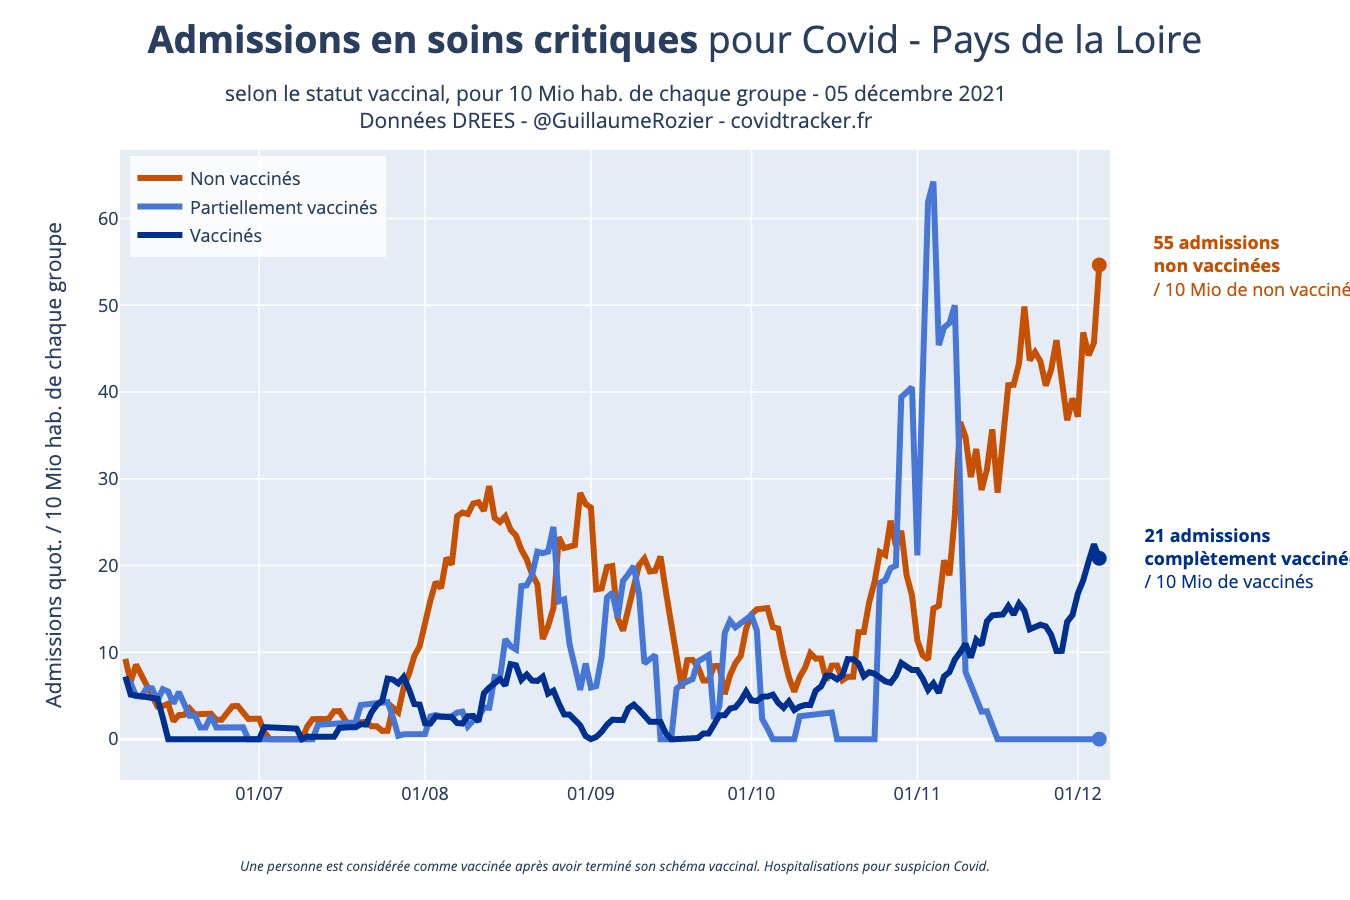 Admissions en soins critiques pour Covid - Pays de la Loire
selon le statut vaccinal, pour 10 Mio hab. de chaque groupe - 05 décembre 2021
Données DREES - @GuillaumeRozier - covidtracker.fr
Non vaccinés
Partiellement vaccinés
Vaccinés
Admissions quot. / 10 Mio hab. de chaque groupe
60
50
40
30
20
10
0
01/07
01/08
01/09
01/10
01/11
01/12
55 admissions
non vaccinées
/ 10 Mio de non vacciné
21 admissions
complètement vacciné
/ 10 Mio de vaccinés
Une personne est considérée comme vaccinée après avoir terminé son schéma vaccinal. Hospitalisations pour suspicion Covid.